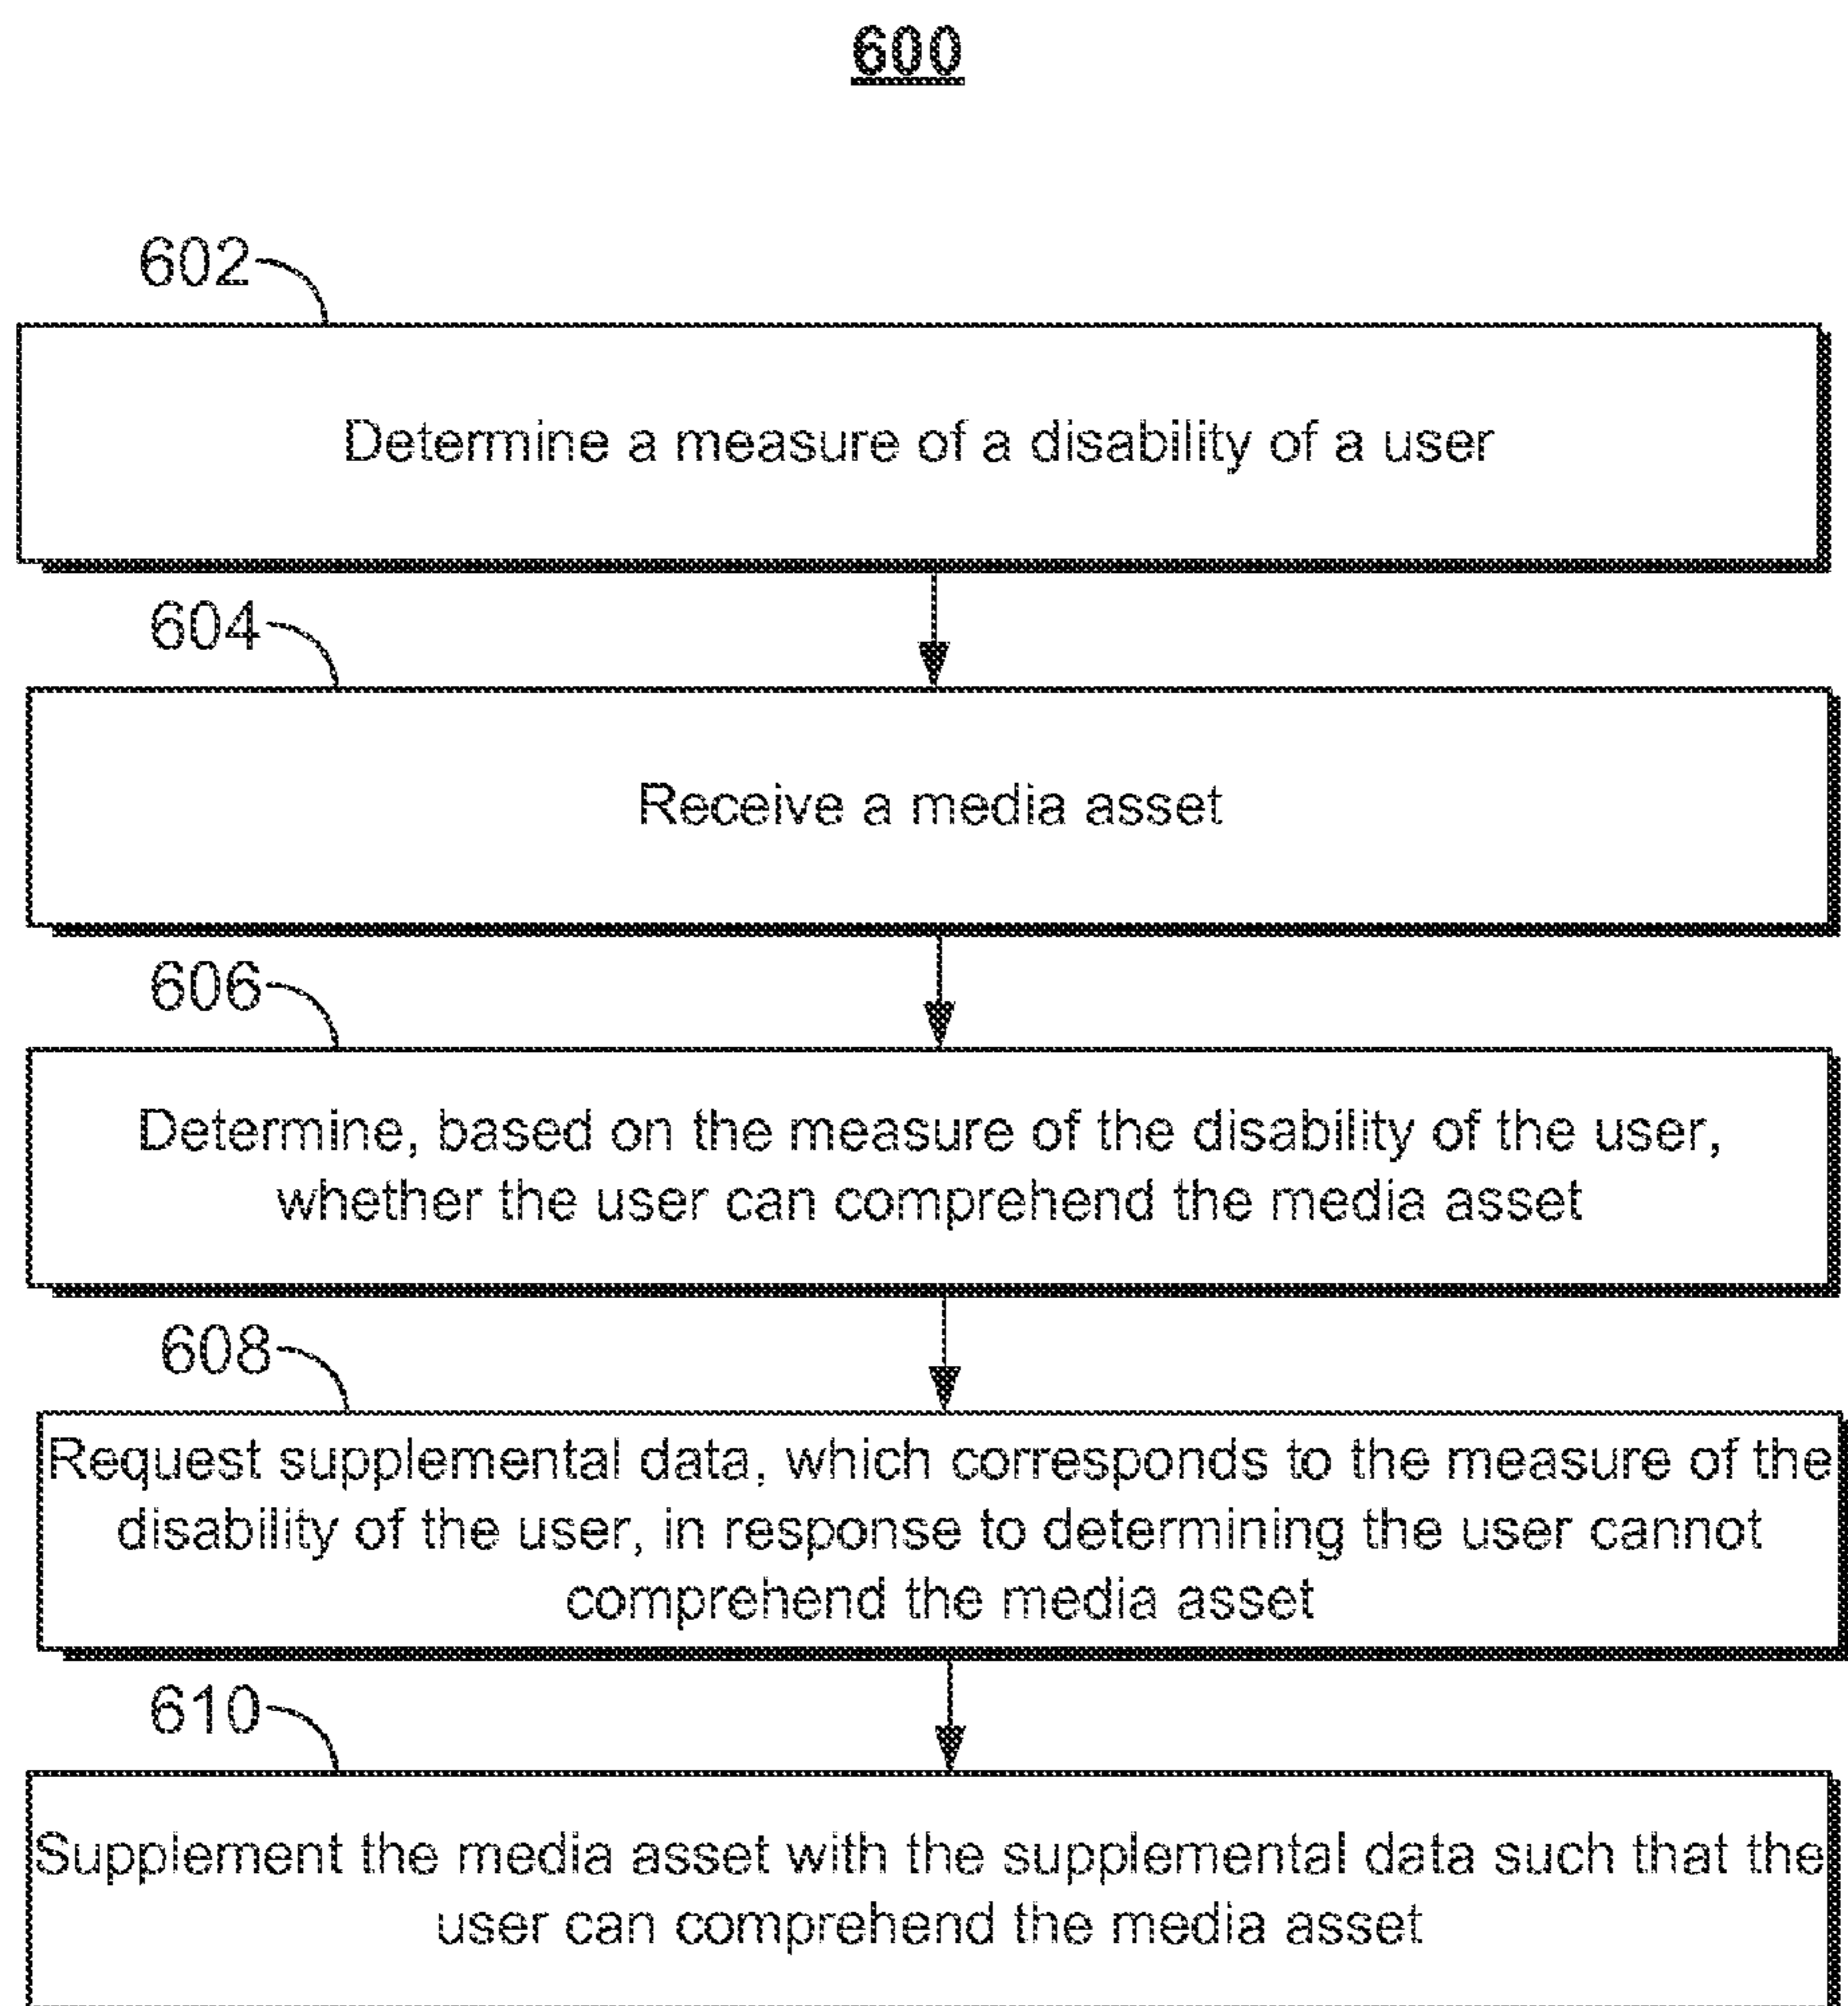 600
602
Determine a measure of a disability of a user
604
Receive a media asset
606
Determine, based on the measure of the disability of the user,
whether the user can comprehend the media asset
608
Request supplemental data, which corresponds to the measure of the
disability of the user, in response to determining the user cannot
comprehend the media asset
610
Supplement the media asset with the supplemental data such that the
user can comprehend the media asset